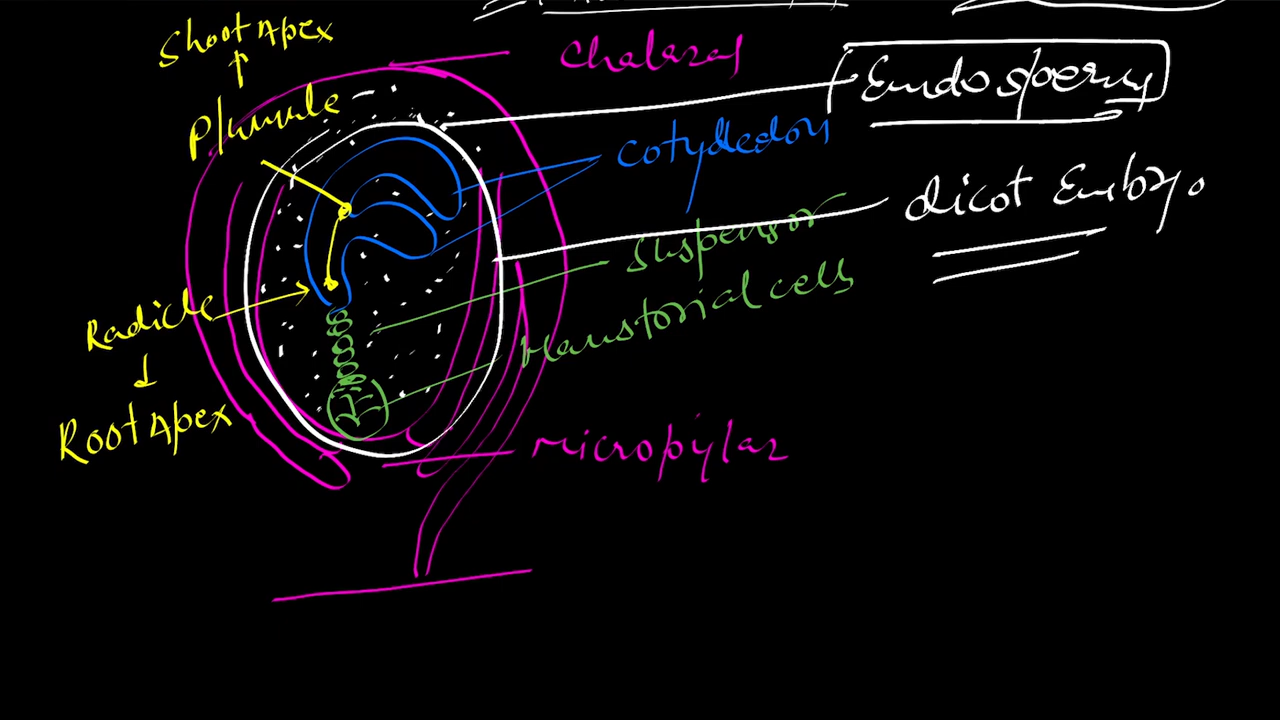 Shoot Apex
Plumule
Chalazal
Endosperm
Cotyledon
dicot Embryo
Suspensor
Haustorial cells
Radicle
Root Apex
Micropylar